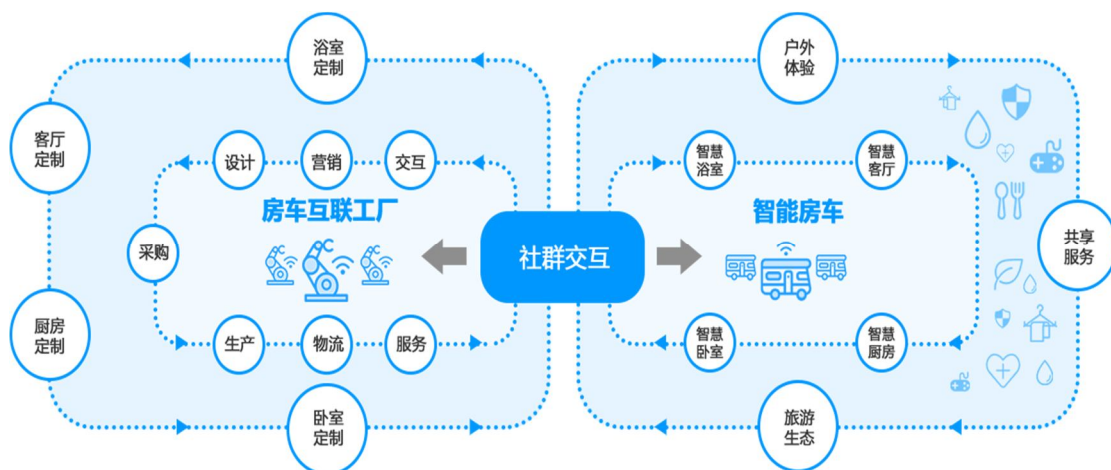 浴室
定制
户外
体验
客厅
定制
设计
营销
交互
智慧
浴室
智慧
客厅
房车互联工厂
智能房车
采购
社群交互
共享
服务
厨房
定制
生产
物流
服务
智慧
卧室
智慧
厨房
卧室
定制
旅游
生态